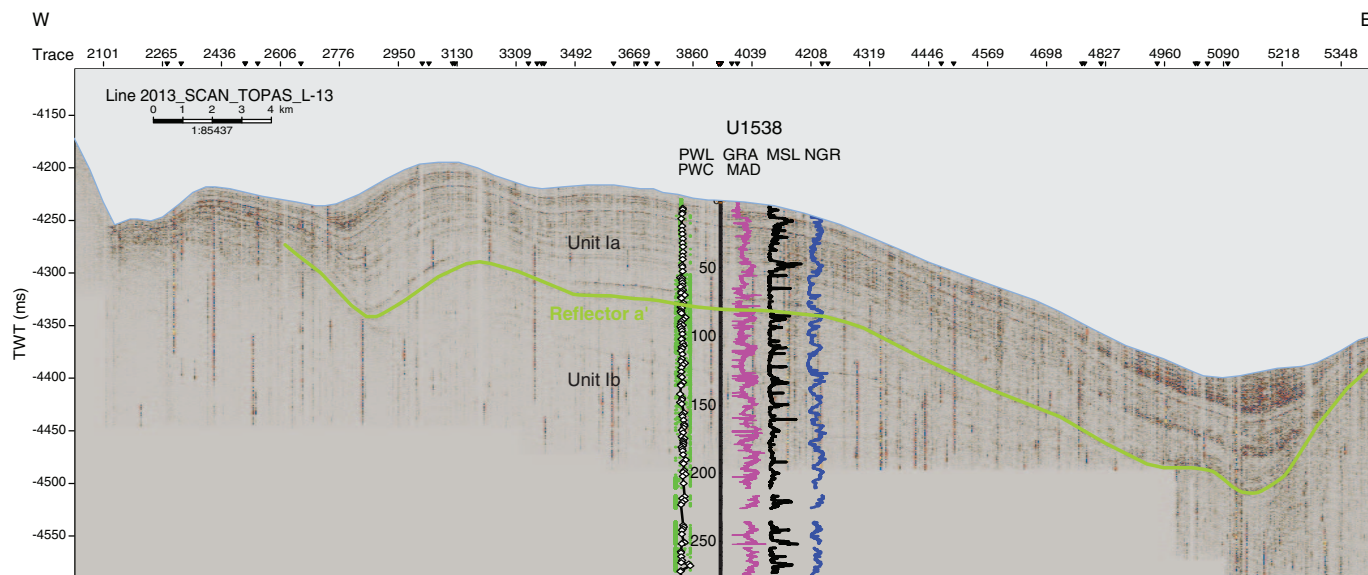 W E
Trace 2101 2265 2436 2606 2776 2950 3130 3309 3492 3669 3860 4039 4208 4319 4446 4569 4698 4827 4960 5090 5218 5348
Line 2013_SCAN_TOPAS_L-13
0 1 2 3 4 km
1:85437
U1538
PWL GRA MSL NGR
PWC MAD
-4150
-4200
-4250
Unit Ia
50
-4300
TWT (ms)
Reflector a'
-4350
100
Unit Ib
-4400
150
-4450
200
-4500
250
-4550